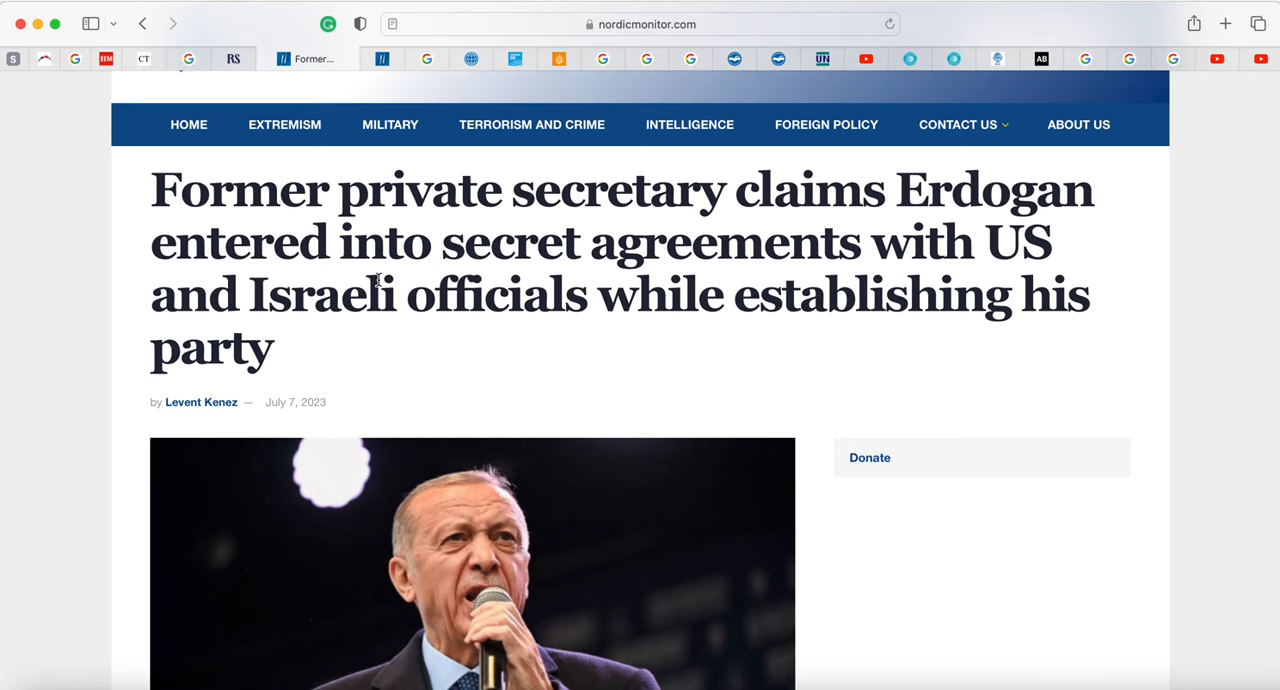 nordicmonitor.com
S
HM
CT
RS
Former...
UN
AB
HOME EXTREMISM MILITARY TERRORISM AND CRIME INTELLIGENCE FOREIGN POLICY CONTACT US ABOUT US
Former private secretary claims Erdogan
entered into secret agreements with US
and Israeli officials while establishing his
party
by Levent Kenez — July 7, 2023
Donate